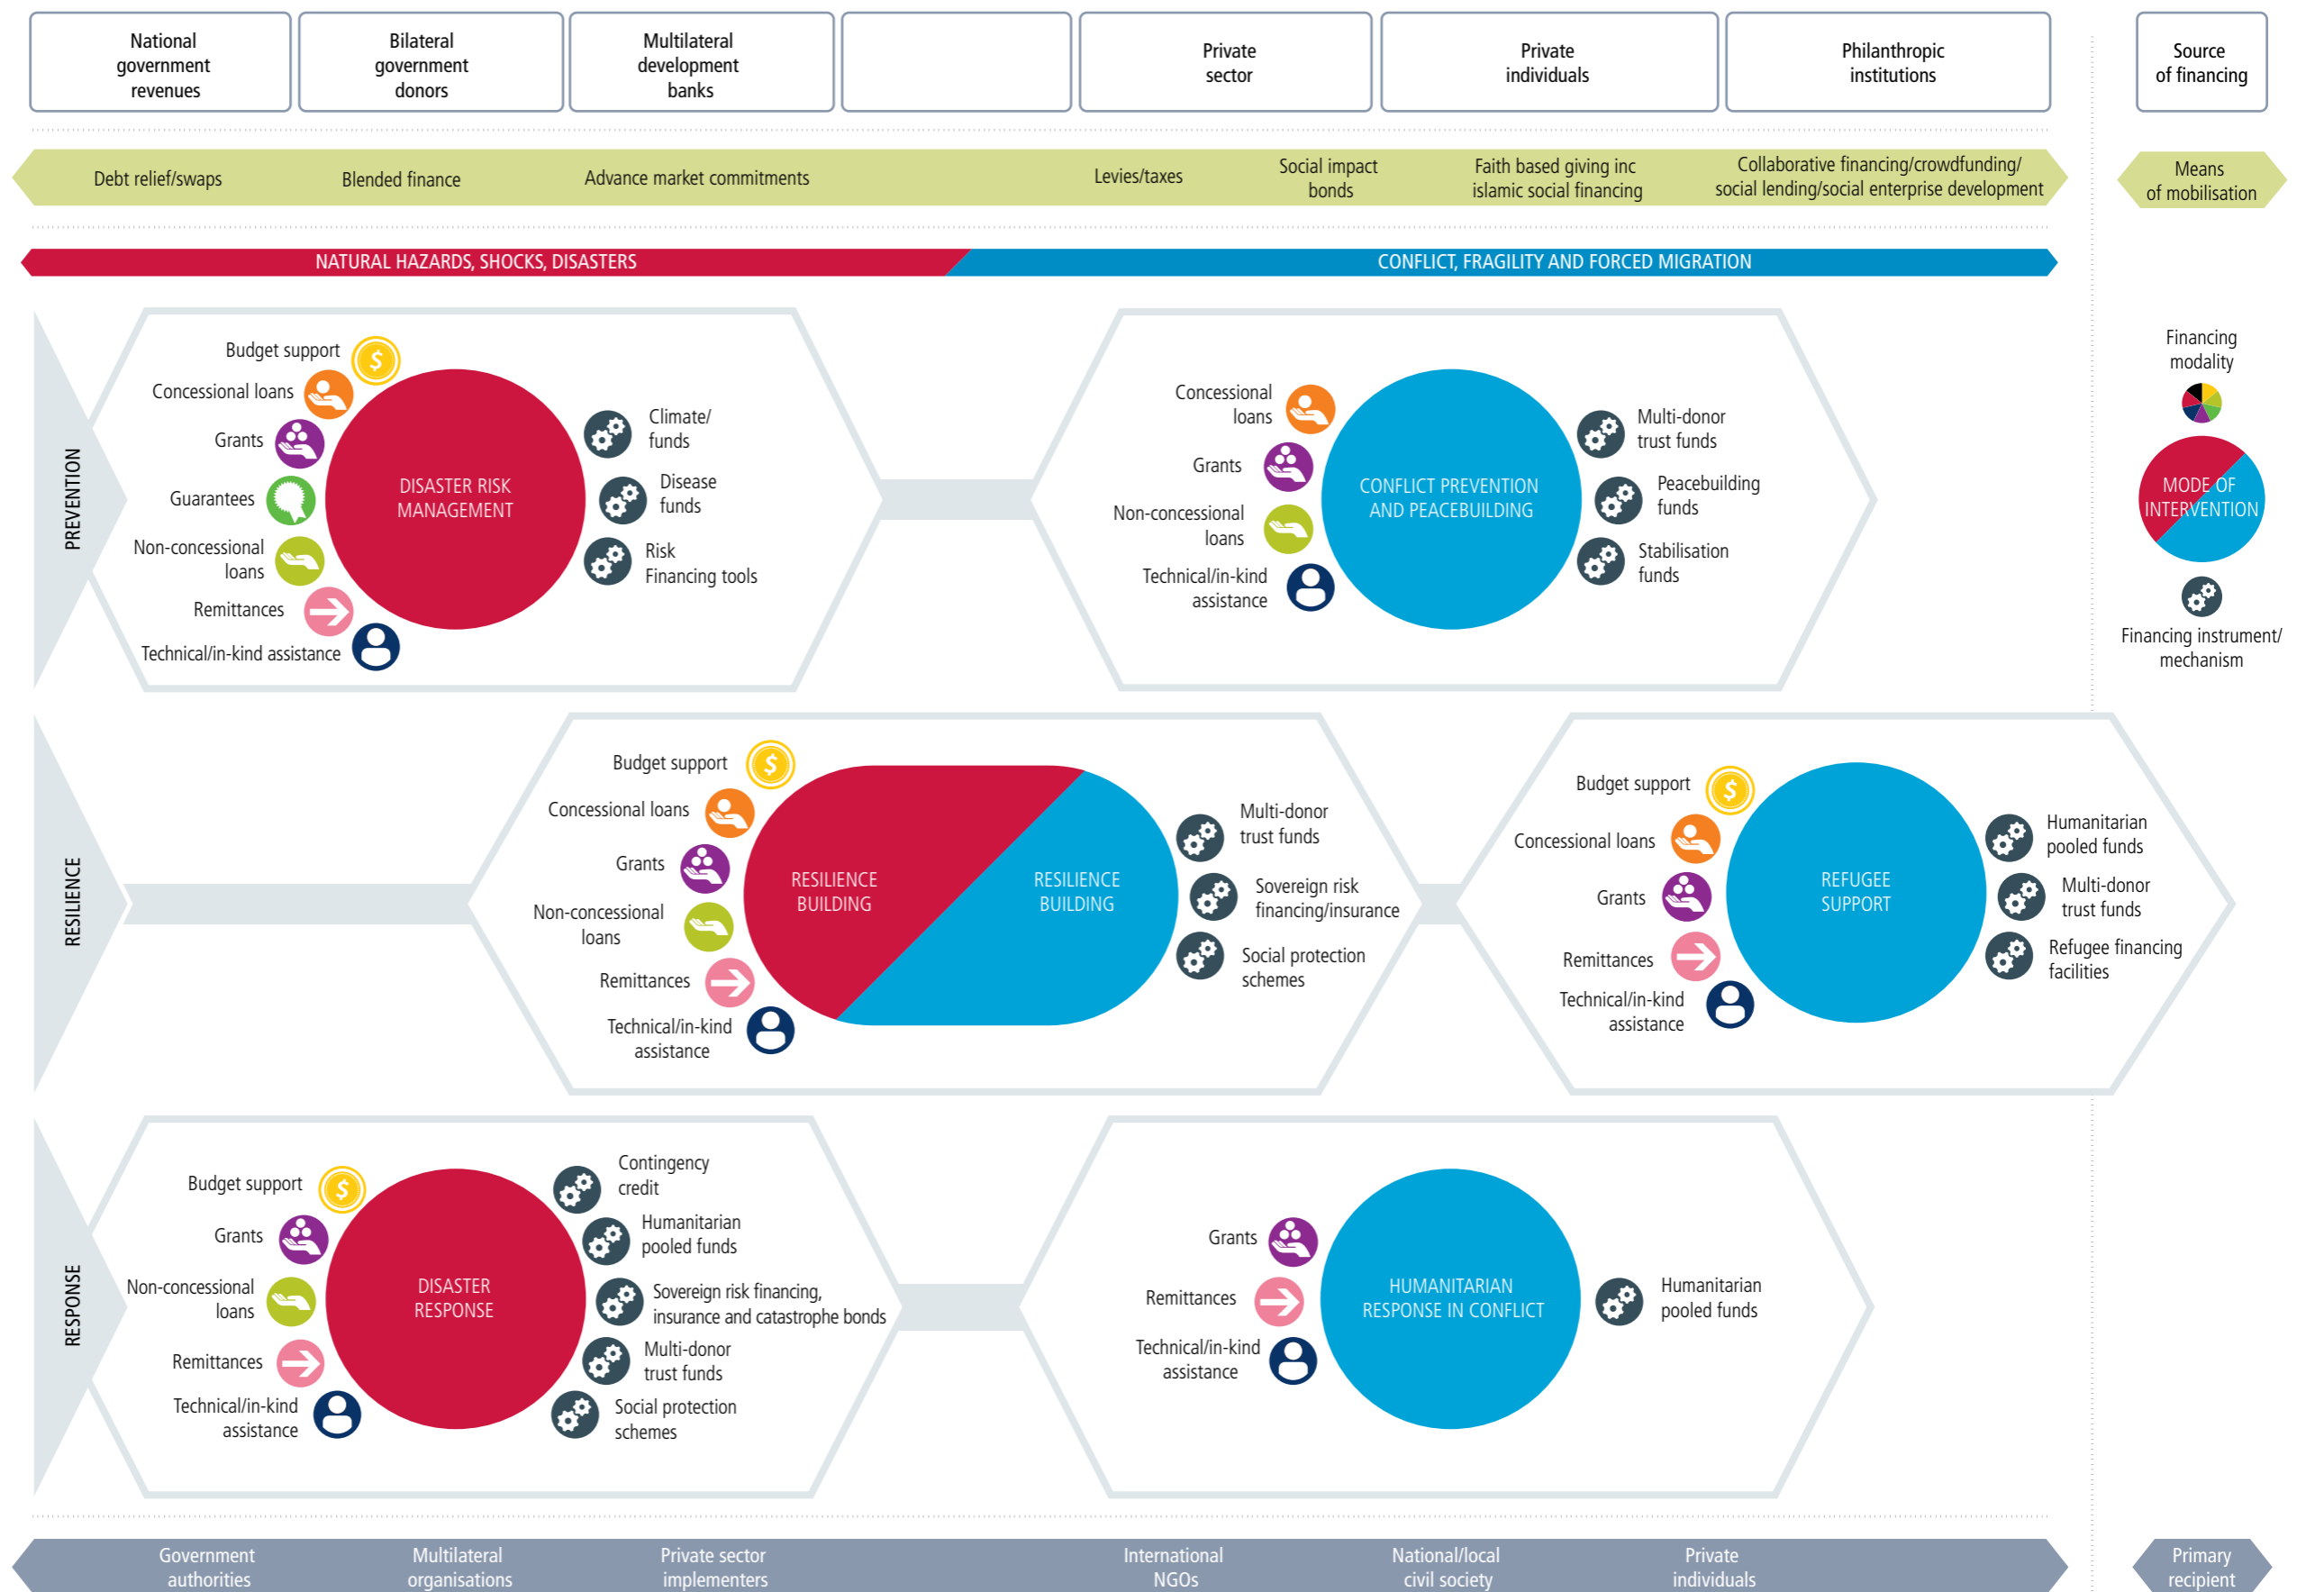 National
government
revenues
Bilateral
government
donors
Multilateral
development
banks
Private
sector
Private
individuals
Philanthropic
institutions
Source
of financing
Debt relief/swaps
Blended finance
Advance market commitments
Levies/taxes
Social impact
bonds
Faith based giving inc
islamic social financing
Collaborative financing/crowdfunding/
social lending/social enterprise development
Means
of mobilisation
NATURAL HAZARDS, SHOCKS, DISASTERS
CONFLICT, FRAGILITY AND FORCED MIGRATION
PREVENTION
Budget support
Concessional loans
Grants
Guarantees
Non-concessional
loans
Remittances
Technical/in-kind assistance
DISASTER RISK
MANAGEMENT
Climate/
funds
Disease
funds
Risk
Financing tools
Concessional
loans
Grants
Non-concessional
loans
Technical/in-kind
assistance
CONFLICT PREVENTION
AND PEACEBUILDING
Multi-donor
trust funds
Peacebuilding
funds
Stabilisation
funds
Financing
modality
MODE OF
INTERVENTION
Financing instrument/
mechanism
RESILIENCE
Budget support
Concessional loans
Grants
Non-concessional
loans
Remittances
Technical/in-kind
assistance
RESILIENCE
BUILDING
RESILIENCE
BUILDING
Multi-donor
trust funds
Sovereign risk
financing/insurance
Social protection
schemes
Budget support
Concessional loans
Grants
Remittances
Technical/in-kind
assistance
REFUGEE
SUPPORT
Humanitarian
pooled funds
Multi-donor
trust funds
Refugee financing
facilities
RESPONSE
Budget support
Grants
Non-concessional
loans
Remittances
Technical/in-kind
assistance
DISASTER
RESPONSE
Contingency
credit
Humanitarian
pooled funds
Sovereign risk financing,
insurance and catastrophe bonds
Multi-donor
trust funds
Social protection
schemes
Grants
Remittances
Technical/in-kind
assistance
HUMANITARIAN
RESPONSE IN CONFLICT
Humanitarian
pooled funds
Government
authorities
Multilateral
organisations
Private sector
implementers
International
NGOs
National/local
civil society
Private
individuals
Primary
recipient